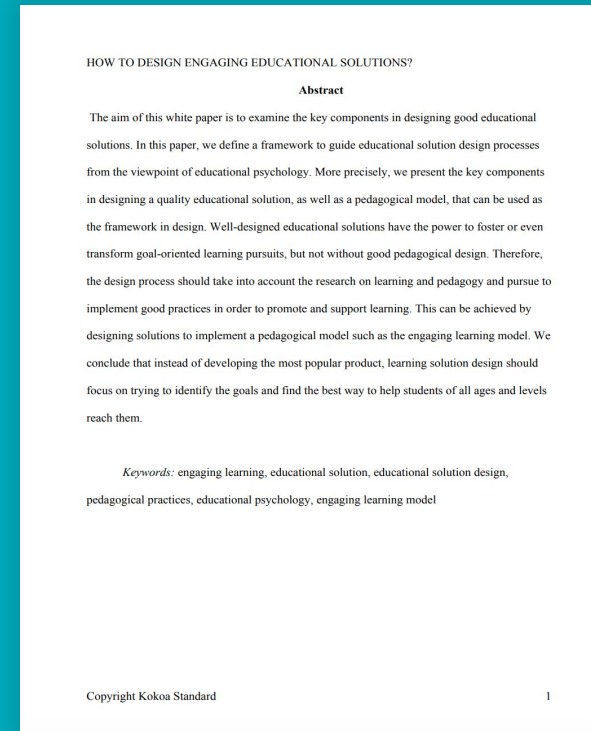 HOW TO DESIGN ENGAGING EDUCATIONAL SOLUTIONS?
Abstract
The aim of this white paper is to examine the key components in designing good educational
solutions. In this paper, we define a framework to guide educational solution design processes
from the viewpoint of educational psychology. More precisely, we present the key components
in designing a quality educational solution, as well as a pedagogical model, that can be used as
the framework in design. Well-designed educational solutions have the power to foster or even
transform goal-oriented learning pursuits, but not without good pedagogical design. Therefore,
the design process should take into account the research on learning and pedagogy and pursue to
implement good practices in order to promote and support learning. This can be achieved by
designing solutions to implement a pedagogical model such as the engaging learning model. We
conclude that instead of developing the most popular product, learning solution design should
focus on trying to identify the goals and find the best way to help students of all ages and levels
reach them.
Keywords: engaging learning, educational solution, educational solution design,
pedagogical practices, educational psychology, engaging learning model
Copyright Kokoa Standard 1